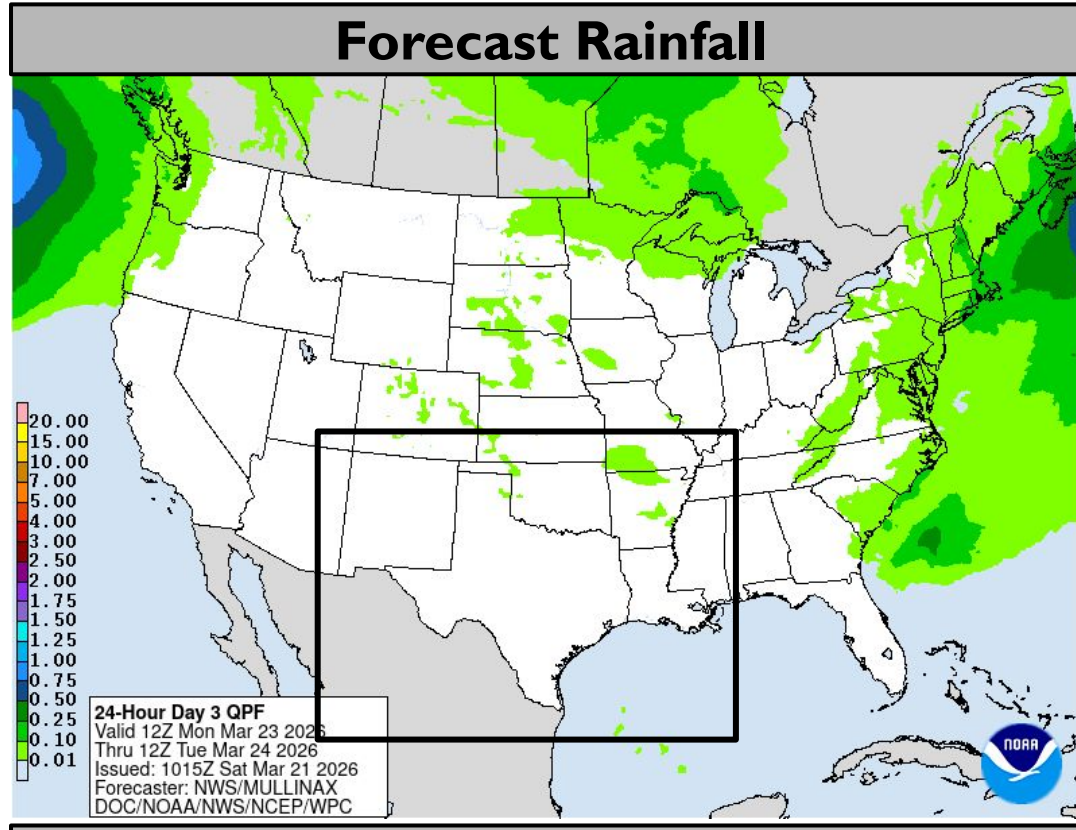 Forecast Rainfall
20.00
15.00
10.00
7.00
5.00
4.00
3.00
2.50
2.00
1.75
1.50
1.25
1.00
0.75
0.50
0.25
0.10
0.01
24-Hour Day 3 QPF
Valid 12Z Mon Mar 23 2026
Thru 12Z Tue Mar 24 2026
Issued: 1015Z Sat Mar 21 2026
Forecaster: NWS/MULLINAX
DOC/NOAA/NWS/NCEP/WPC
NOAA